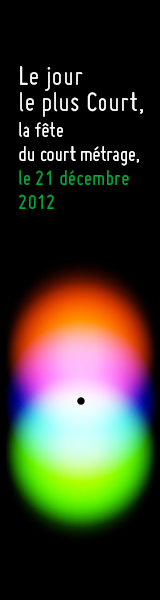 Le jour
le plus Court,
la fête
du court métrage,
le 21 décembre
2012